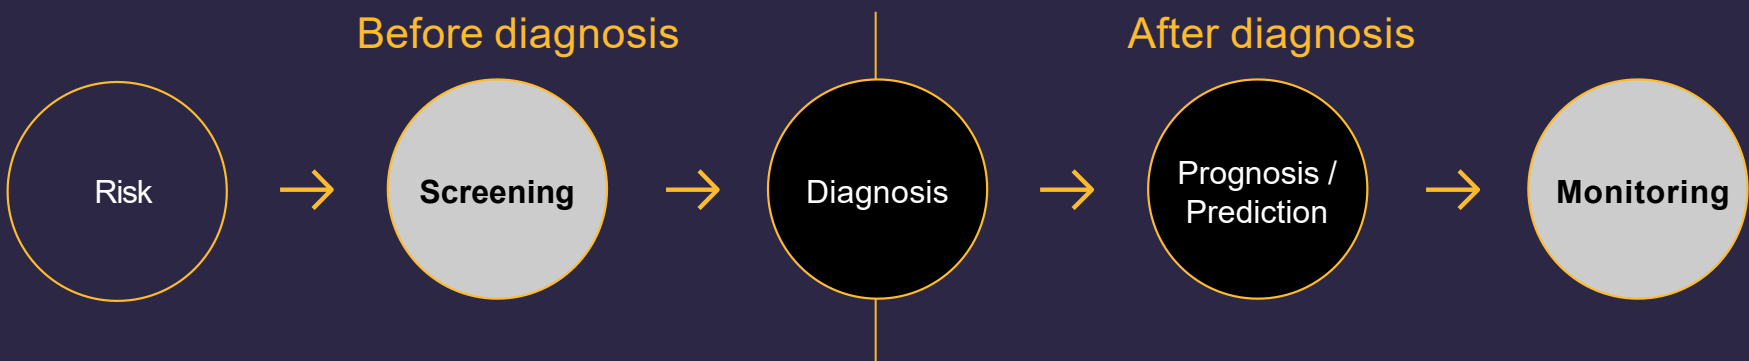 Before diagnosis
After diagnosis
Risk
Screening
Diagnosis
Prognosis /
Prediction
Monitoring